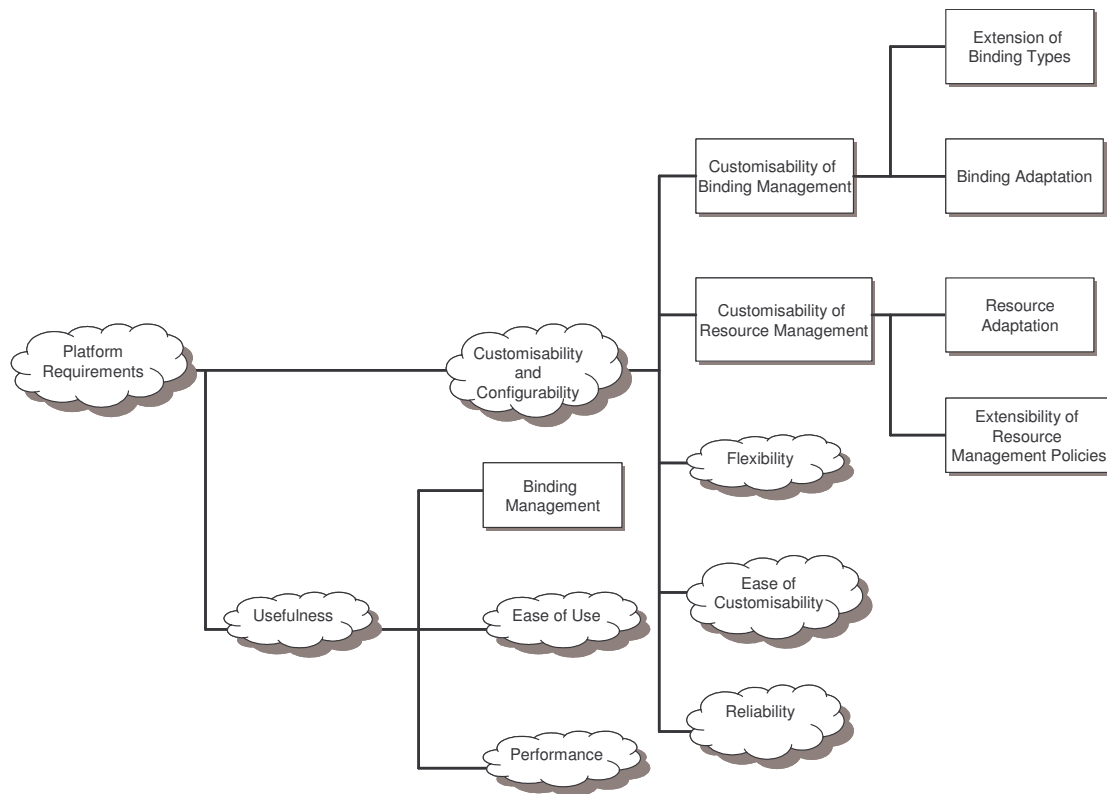 Extension of
Binding Types
Customisability of
Binding Management
Binding Adaptation
Customisability of
Resource Management
Resource
Adaptation
Platform
Requirements
Customisability
and
Configurability
Extensibility of
Resource
Management Policies
Flexibility
Binding
Management
Ease of
Customisability
Usefulness
Ease of Use
Reliability
Performance